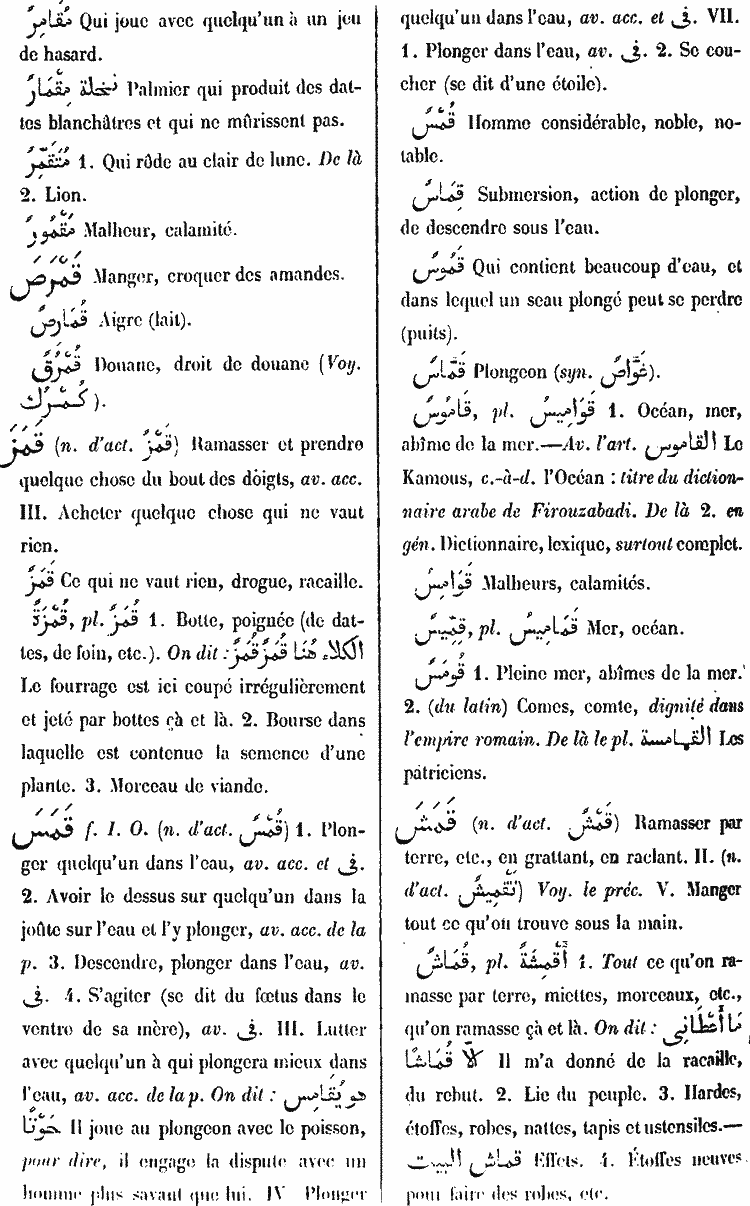 مُقَامِرٌ Qui joue avec quelqu'un à un jeu
de hasard.
نَخْلَة مِقْمَارٌ Palmier qui produit des dat-
tes blanchâtres et qui ne mûrissent pas.
مُتَقَمِّرٌ 1. Qui rôde au clair de lune. De là
2. Lion.
مَقْمُورٌ Malheur, calamité.
قَمْرَصَ Manger, croquer des amandes.
قُمَارِصٌ Aigre (lait).
قُمْرُقٌ Douane, droit de douane (Voy.
كُمْرُك).
قَمَزَ (n. d'act. قَمْزٌ) Ramasser et prendre
quelque chose du bout des doigts, av. acc.
III. Acheter quelque chose qui ne vaut
rien.
قَمَزٌ Ce qui ne vaut rien, drogue, racaille.
قُمْزَةٌ, pl. قُمَزٌ 1. Botte, poignée (de dat-
tes, de foin, etc.). On dit : الكلاء هُنَا قُمَزٌ قُمَزٌ
Le fourrage est ici coupé irrégulièrement
et jeté par bottes çà et là. 2. Bourse dans
laquelle est contenue la semence d'une
plante. 3. Morceau de viande.
قَمَسَ f. I. O. (n. d'act. قَمْسٌ) 1. Plon-
ger quelqu'un dans l'eau, av. acc. et فى.
2. Avoir le dessus sur quelqu'un dans la
joûte sur l'eau et l'y plonger, av. acc. de la
p. 3. Descendre, plonger dans l'eau, av.
فى. 4. S'agiter (se dit du fœtus dans le
ventre de sa mère), av. فى. III. Lutter
avec quelqu'un à qui plongera mieux dans
l'eau, av. acc. de la p. On dit : هو يُقَامِس
حُوتًا Il joue au plongeon avec le poisson,
pour dire, il engage la dispute avec un
homme plus savant que lui. IV Plonger
quelqu'un dans l'eau, av. acc. et فى. VII.
1. Plonger dans l'eau, av. فى. 2. Se cou-
cher (se dit d'une étoile).
قُمُّسٌ Homme considérable, noble, no-
table.
قِمَاسٌ Submersion, action de plonger,
de descendre sous l'eau.
قَمُوسٌ Qui contient beaucoup d'eau, et
dans lequel un seau plongé peut se perdre
(puits).
قَمَّاسٌ Plongeon (syn. غَوَّاصٌ).
قَامُوسٌ, pl. قَوَامِيسُ 1. Océan, mer,
abîme de la mer.—Av. l'art. القاموس Le
Kamous, c.-à-d. l'Océan : titre du diction-
naire arabe de Firouzabadi. De là 2. en
gén. Dictionnaire, lexique, surtout complet.
قَوَامِسُ Malheurs, calamités.
قِمِّيسٌ, pl. قَمَامِيسُ Mer, océan.
قُومَسٌ 1. Pleine mer, abîmes de la mer.
2. (du latin) Comes, comte, dignité dans
l'empire romain. De là le pl. القمامسة Les
patriciens.
قَمَشَ (n. d'act. قَمْشٌ) Ramasser par
terre, etc., en grattant, en raclant. II. (n.
d'act. تَقْمِيشٌ) Voy. le préc. V. Manger
tout ce qu'on trouve sous la main.
قُمَاشٌ, pl. أَقْمِشَةٌ 1. Tout ce qu'on ra-
masse par terre, miettes, morceaux, etc.,
qu'on ramasse çà et là. On dit : مَا أَعْطَانِى
إِلَّا قُمَاشًا Il m'a donné de la racaille,
du rebut. 2. Lie du peuple. 3. Hardes,
étoffes, robes, nattes, tapis et ustensiles.—
قماش البيت Effets. 4. Étoffes neuves
pour faire des robes, etc.